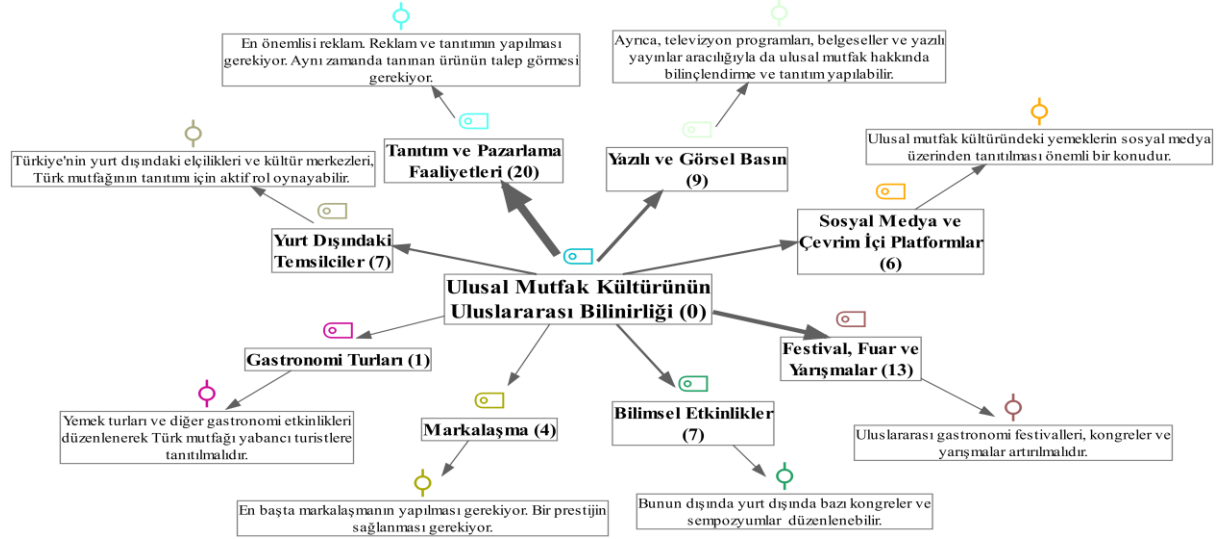 En önemlisi reklam. Reklam ve tanıtımın yapılması
gerekiyor. Aynı zamanda tanınan ürünün talep görmesi
gerekiyor.
Ayrıca, televizyon programları, belgeseller ve yazılı
yayınlar aracılığıyla da ulusal mutfak hakkında
bilinçlendirme ve tanıtım yapılabilir.
Ulusal mutfak kültüründeki yemeklerin sosyal medya
üzerinden tanıtılması önemli bir konudur.
Türkiye'nin yurt dışındaki elçilikleri ve kültür merkezleri,
Türk mutfağının tanıtımı için aktif rol oynayabilir.
Tanıtım ve Pazarlama
Faaliyetleri (20)
Yazılı ve Görsel Basın
(9)
Sosyal Medya ve
Çevrim İçi Platformlar
(6)
Yurt Dışındaki
Temsilciler (7)
Ulusal Mutfak Kültürünün
Uluslararası Bilinirliği (0)
Gastronomi Turları (1)
Festival, Fuar ve
Yarışmalar (13)
Markalaşma (4)
Bilimsel Etkinlikler
(7)
Yemek turları ve diğer gastronomi etkinlikleri
düzenlenerek Türk mutfağı yabancı turistlere
tanıtılmalıdır.
Uluslararası gastronomi festivalleri, kongreler ve
yarışmalar artırılmalıdır.
En başta markalaşmanın yapılması gerekiyor. Bir prestijin
sağlanması gerekiyor.
Bunun dışında yurt dışında bazı kongreler ve
sempozyumlar düzenlenebilir.